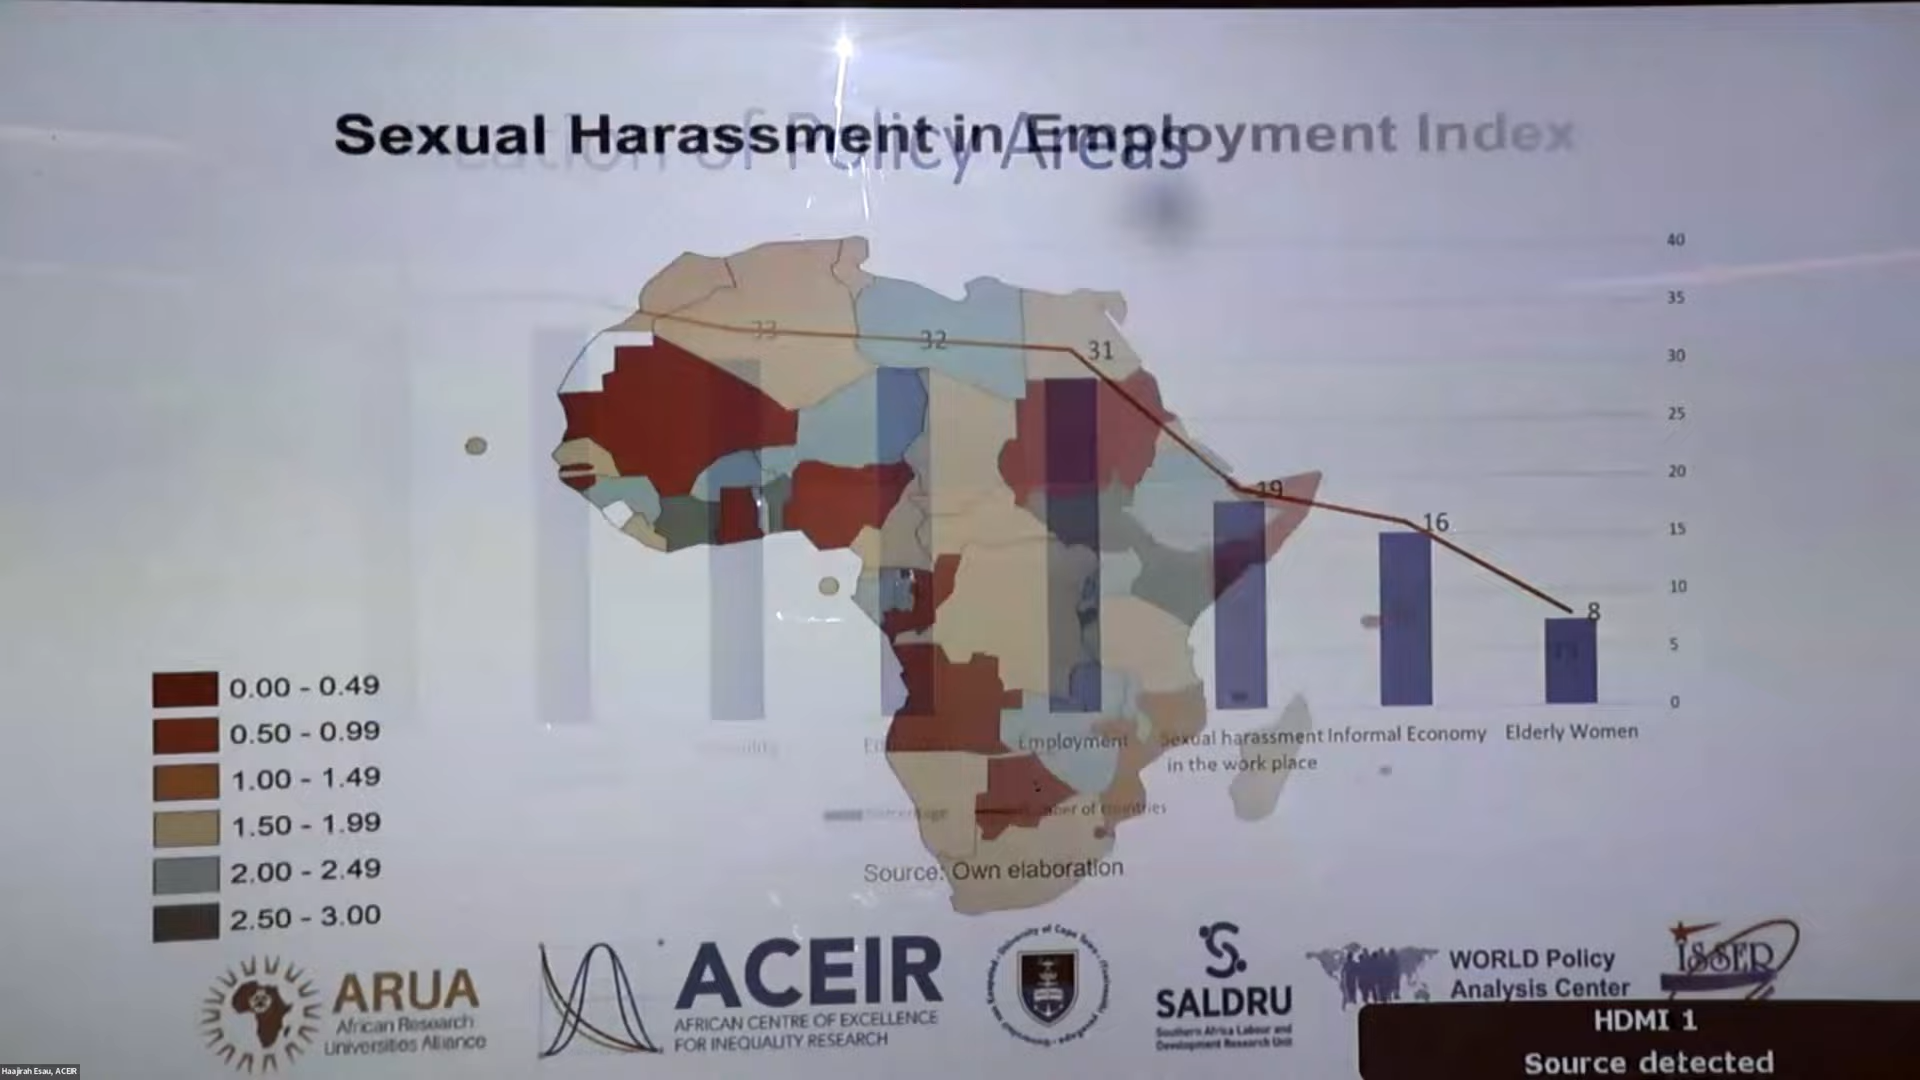 Sexual Harassment in Employment Index
of Policy Areas
40
35
33
32
31
30
25
20
19
16
15
10
8
5
0
Employment
Sexual harassment
in the work place
Informal Economy
Elderly Women
of countries
Source: Own elaboration
0.00 - 0.49
0.50 - 0.99
1.00 - 1.49
1.50 - 1.99
2.00 - 2.49
2.50 - 3.00
ARUA
African Research
Universities Alliance
ACEIR
AFRICAN CENTRE OF EXCELLENCE
FOR INEQUALITY RESEARCH
SALDRU
Southern Africa Labour and
Development Research Unit
WORLD Policy
Analysis Center
ISSER
HDMI 1
Source detected
Haajirah Esau, ACEIR